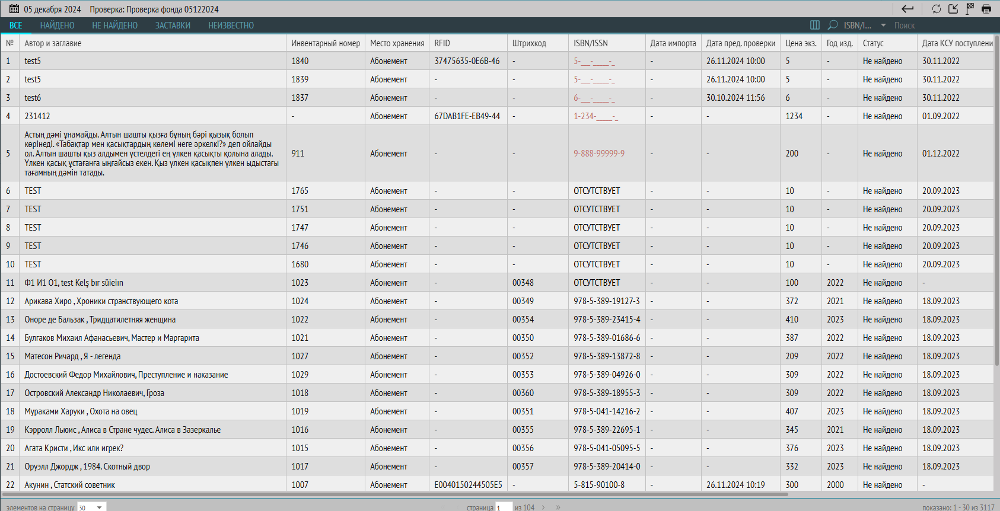 05 декабря 2024 Проверка: Проверка фонда 05122024
ВСЕ НАЙДЕНО НЕ НАЙДЕНО ЗАСТАВКИ НЕИЗВЕСТНО ISBN/I... Поиск
№ Автор и заглавие Инвентарный номер Место хранения RFID Штрихкод ISBN/ISSN Дата импорта Дата пред. проверки Цена экз. Год изд. Статус Дата КСУ поступлени
1 test5 1840 Абонемент 37475635-0E6B-46 - 5-__-____-_ - 26.11.2024 10:00 5 - Не найдено 30.11.2022
2 test5 1839 Абонемент - - 5-__-____-_ - 26.11.2024 10:00 5 - Не найдено 30.11.2022
3 test6 1837 Абонемент - - 6-__-____-_ - 30.10.2024 11:56 6 - Не найдено 30.11.2022
4 231412 - Абонемент 67DAB1FE-EB49-44 - 1-234-_____-_ - - 1234 - Не найдено 01.09.2022
Астың дәмі ұнамайды. Алтын шашты қызға бұның бәрі қызық болып
көрінеді. «Табақтар мен қасықтардың көлемі неге әркелкі?» деп ойлайды
5 ол. Алтын шашты қыз алдымен үстелдегі ең үлкен қасықты қолына алады. 911 Абонемент - - 9-888-99999-9 - - 200 - Не найдено 01.12.2022
Үлкен қасық ұстағанға ыңғайсыз екен. Қыз үлкен қасықпен үлкен ыдыстағы
тағамның дәмін татады.
6 TEST 1765 Абонемент - - ОТСУТСТВУЕТ - - 10 - Не найдено 20.09.2023
7 TEST 1751 Абонемент - - ОТСУТСТВУЕТ - - 10 - Не найдено 20.09.2023
8 TEST 1747 Абонемент - - ОТСУТСТВУЕТ - - 10 - Не найдено 20.09.2023
9 TEST 1746 Абонемент - - ОТСУТСТВУЕТ - - 10 - Не найдено 20.09.2023
10 TEST 1680 Абонемент - - ОТСУТСТВУЕТ - - 10 - Не найдено 20.09.2023
11 Ф1 И1 О1, test Kelş bır süieiın 1023 Абонемент - 00348 ОТСУТСТВУЕТ - - 100 2022 Не найдено -
12 Арикава Хиро , Хроники странствующего кота 1024 Абонемент - 00349 978-5-389-19127-3 - - 372 2021 Не найдено 18.09.2023
13 Оноре де Бальзак , Тридцатилетняя женщина 1022 Абонемент - 00354 978-5-389-23415-4 - - 410 2023 Не найдено 18.09.2023
14 Булгаков Михаил Афанасьевич, Мастер и Маргарита 1021 Абонемент - 00350 978-5-389-01686-6 - - 387 2022 Не найдено 18.09.2023
15 Матесон Ричард , Я - легенда 1027 Абонемент - 00352 978-5-389-13872-8 - - 209 2022 Не найдено 18.09.2023
16 Достоевский Федор Михайлович, Преступление и наказание 1029 Абонемент - 00353 978-5-389-04926-0 - - 309 2022 Не найдено 18.09.2023
17 Островский Александр Николаевич, Гроза 1018 Абонемент - 00360 978-5-389-18955-3 - - 309 2022 Не найдено 18.09.2023
18 Мураками Харуки , Охота на овец 1019 Абонемент - 00351 978-5-041-14216-2 - - 407 2023 Не найдено 18.09.2023
19 Кэрролл Льюис , Алиса в Стране чудес. Алиса в Зазеркалье 1016 Абонемент - 00355 978-5-389-22695-1 - - 345 2021 Не найдено 18.09.2023
20 Агата Кристи , Икс или игрек? 1015 Абонемент - 00356 978-5-041-05095-5 - - 376 2023 Не найдено 18.09.2023
21 Оруэлл Джордж , 1984. Скотный двор 1017 Абонемент - 00357 978-5-389-20414-0 - - 332 2023 Не найдено 18.09.2023
22 Акунин , Статский советник 1007 Абонемент E0040150244505E5 - 5-815-90100-8 - 26.11.2024 10:19 300 2000 Не найдено -
элементов на страницу 30 страница 1 из 104 › » показано: 1 - 30 из 3117